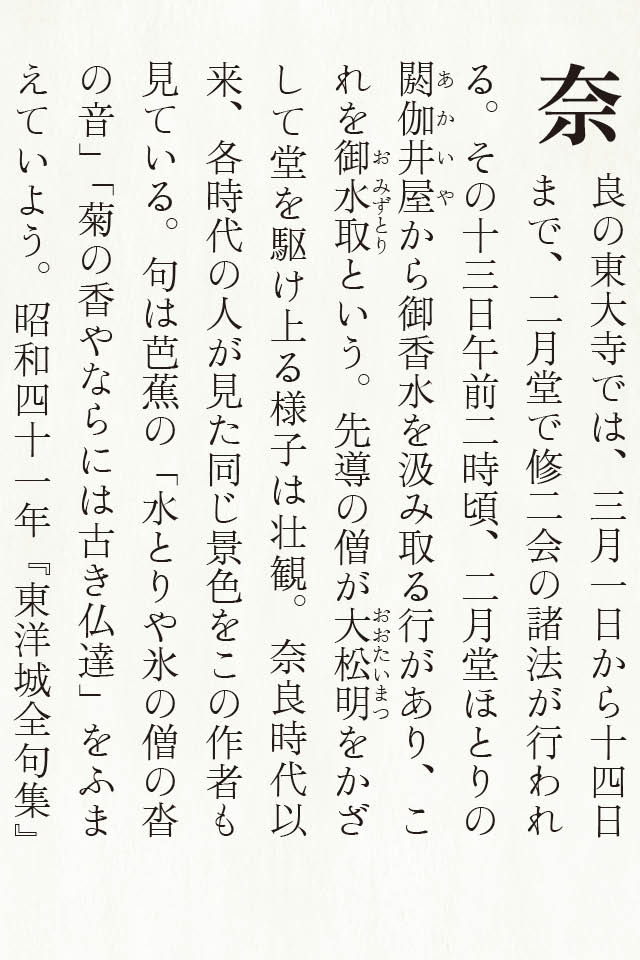 奈良の東大寺では、三月一日から十四日
まで、二月堂で修二会の諸法が行われ
る。その十三日午前二時頃、二月堂ほとりの
閼伽井屋から御香水を汲み取る行があり、こ
れを御水取という。先導の僧が大松明をかざ
して堂を駆け上る様子は壮観。奈良時代以
来、各時代の人が見た同じ景色をこの作者も
見ている。句は芭蕉の「水とりや氷の僧の沓
の音」「菊の香やならには古き仏達」をふま
えていよう。昭和四十一年『東洋城全句集』
あかいや
おみずとり
おおたいまつ